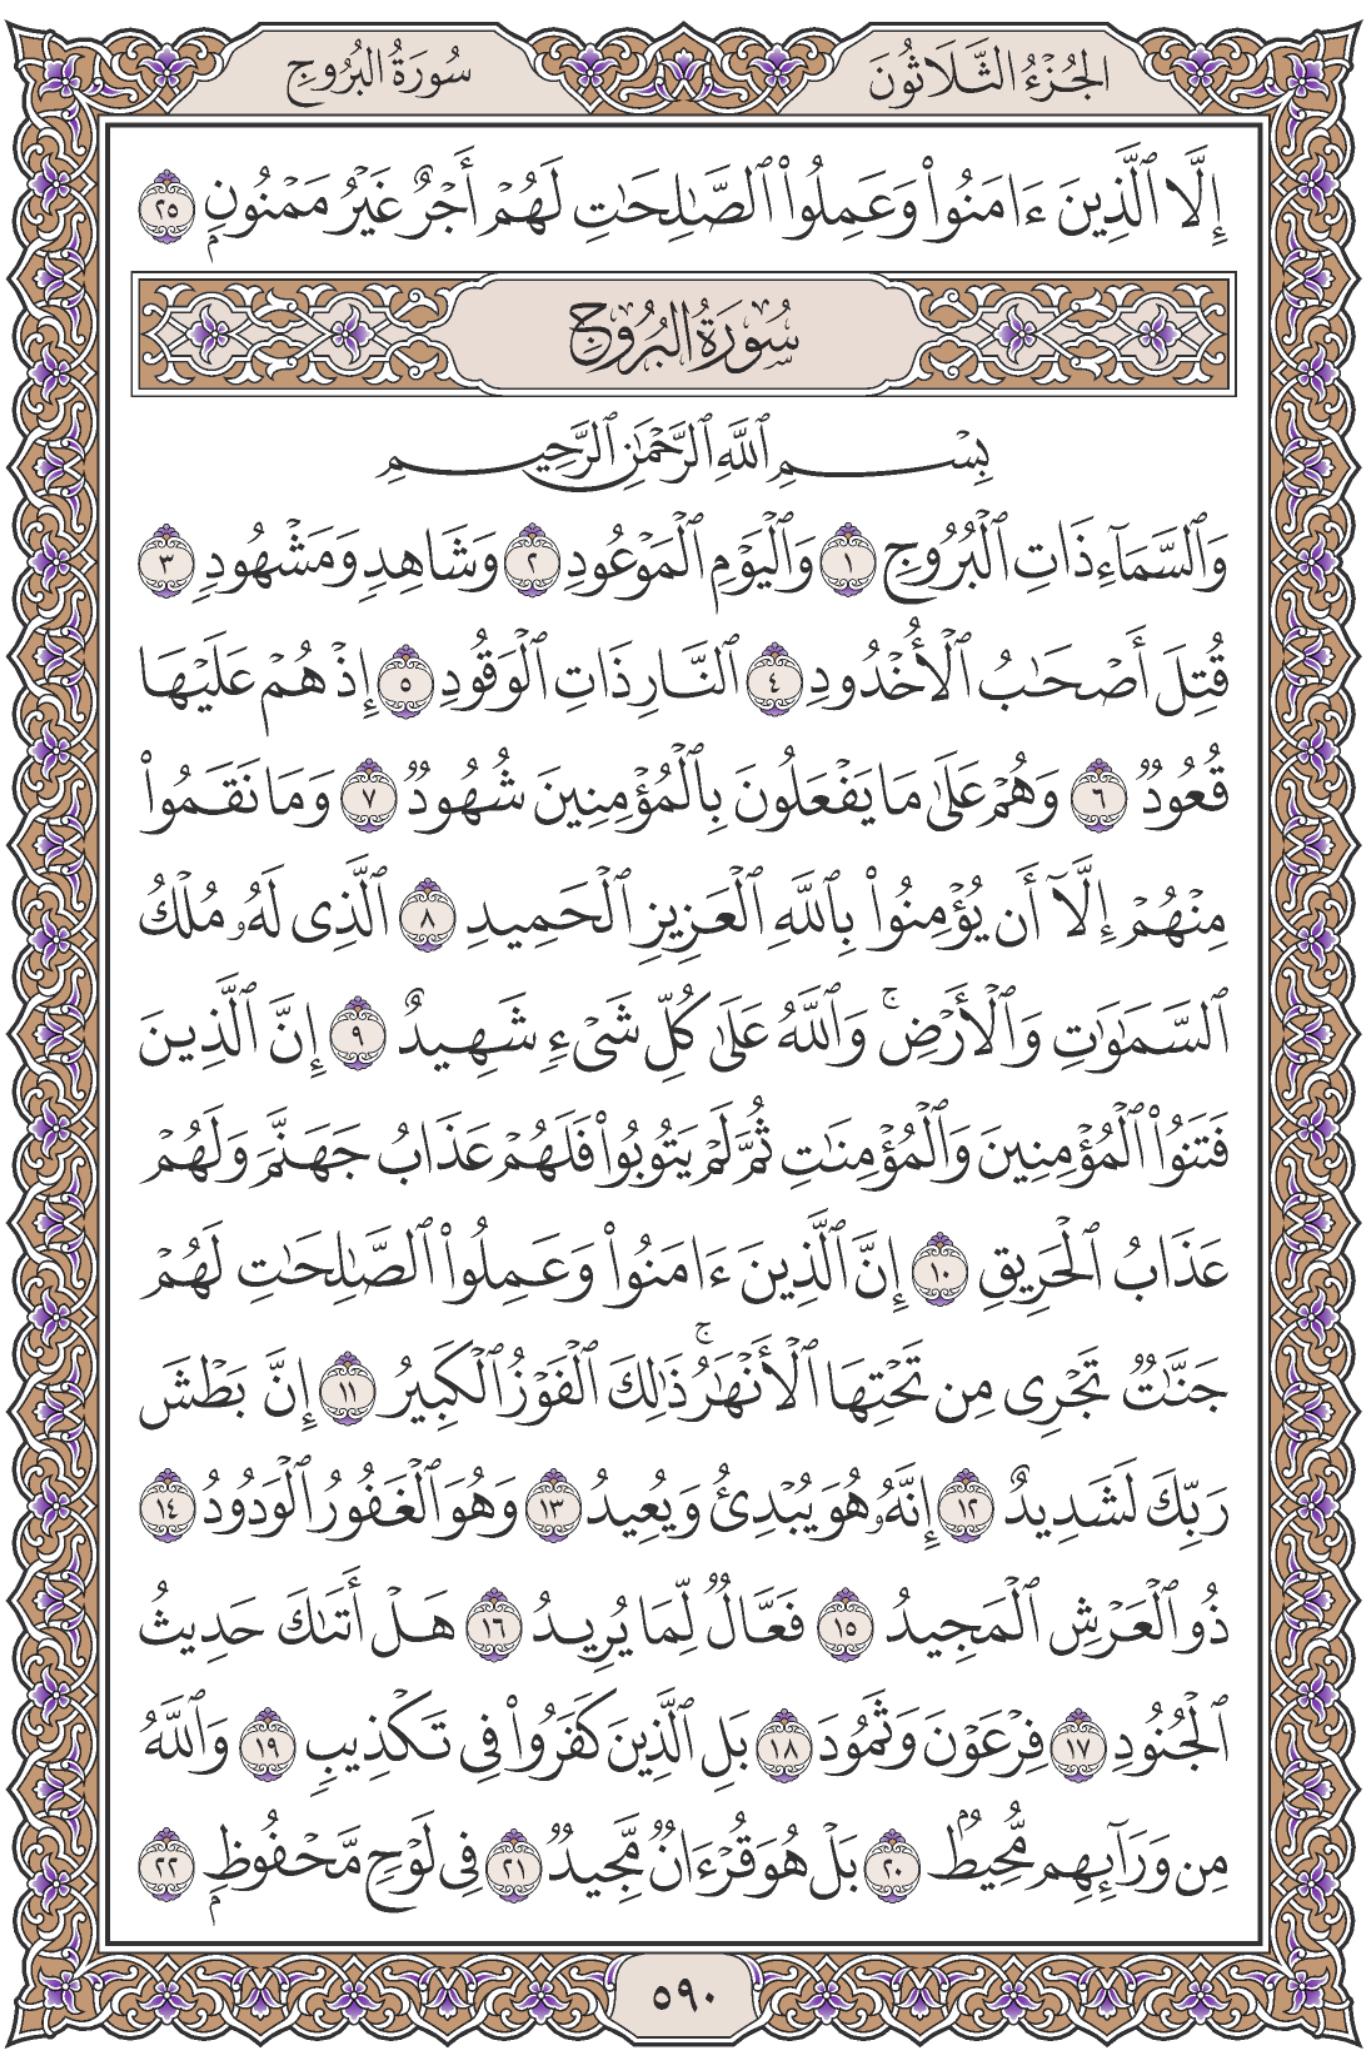 الجُزْءُ الثَّلَاثُونَ
سُورَةُ البُرُوجِ
إِلَّا ٱلَّذِينَ ءَامَنُوا۟ وَعَمِلُوا۟ ٱلصَّـٰلِحَـٰتِ لَهُمْ أَجْرٌ غَيْرُ مَمْنُونٍۭ ٢٥
سُورَةُ البُرُوجِ
بِسْمِ ٱللَّهِ ٱلرَّحْمَـٰنِ ٱلرَّحِيمِ
وَٱلسَّمَآءِ ذَاتِ ٱلْبُرُوجِ ١ وَٱلْيَوْمِ ٱلْمَوْعُودِ ٢ وَشَاهِدٍ وَمَشْهُودٍ ٣
قُتِلَ أَصْحَـٰبُ ٱلْأُخْدُودِ ٤ ٱلنَّارِ ذَاتِ ٱلْوَقُودِ ٥ إِذْ هُمْ عَلَيْهَا
قُعُودٌ ٦ وَهُمْ عَلَىٰ مَا يَفْعَلُونَ بِٱلْمُؤْمِنِينَ شُهُودٌ ٧ وَمَا نَقَمُوا۟
مِنْهُمْ إِلَّآ أَن يُؤْمِنُوا۟ بِٱللَّهِ ٱلْعَزِيزِ ٱلْحَمِيدِ ٨ ٱلَّذِى لَهُۥ مُلْكُ
ٱلسَّمَـٰوَٰتِ وَٱلْأَرْضِ ۚ وَٱللَّهُ عَلَىٰ كُلِّ شَىْءٍ شَهِيدٌ ٩ إِنَّ ٱلَّذِينَ
فَتَنُوا۟ ٱلْمُؤْمِنِينَ وَٱلْمُؤْمِنَـٰتِ ثُمَّ لَمْ يَتُوبُوا۟ فَلَهُمْ عَذَابُ جَهَنَّمَ وَلَهُمْ
عَذَابُ ٱلْحَرِيقِ ١٠ إِنَّ ٱلَّذِينَ ءَامَنُوا۟ وَعَمِلُوا۟ ٱلصَّـٰلِحَـٰتِ لَهُمْ
جَنَّـٰتٌ تَجْرِى مِن تَحْتِهَا ٱلْأَنْهَـٰرُ ۚ ذَٰلِكَ ٱلْفَوْزُ ٱلْكَبِيرُ ١١ إِنَّ بَطْشَ
رَبِّكَ لَشَدِيدٌ ١٢ إِنَّهُۥ هُوَ يُبْدِئُ وَيُعِيدُ ١٣ وَهُوَ ٱلْغَفُورُ ٱلْوَدُودُ ١٤
ذُو ٱلْعَرْشِ ٱلْمَجِيدُ ١٥ فَعَّالٌ لِّمَا يُرِيدُ ١٦ هَلْ أَتَىٰكَ حَدِيثُ
ٱلْجُنُودِ ١٧ فِرْعَوْنَ وَثَمُودَ ١٨ بَلِ ٱلَّذِينَ كَفَرُوا۟ فِى تَكْذِيبٍ ١٩ وَٱللَّهُ
مِن وَرَآئِهِم مُّحِيطٌۢ ٢٠ بَلْ هُوَ قُرْءَانٌ مَّجِيدٌ ٢١ فِى لَوْحٍ مَّحْفُوظٍۭ ٢٢
٥٩٠